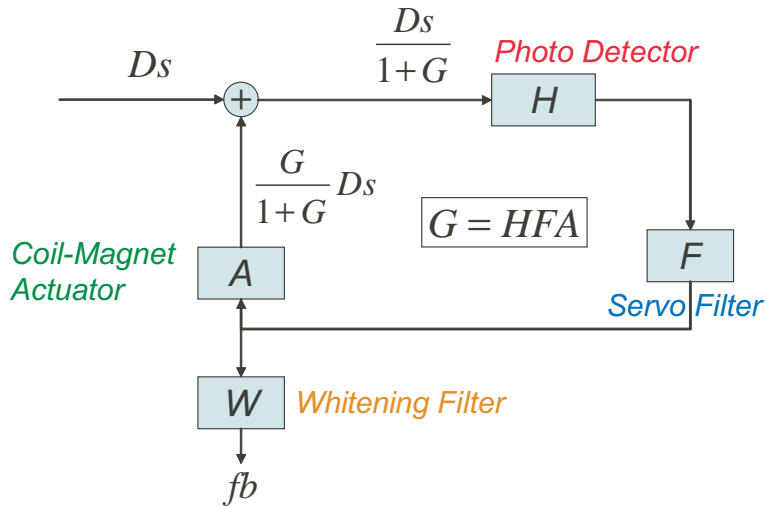 Ds
+
Ds/(1+G)
Photo Detector
H
G/(1+G) Ds
G = HFA
Coil-Magnet
Actuator
A
F
Servo Filter
W
Whitening Filter
fb